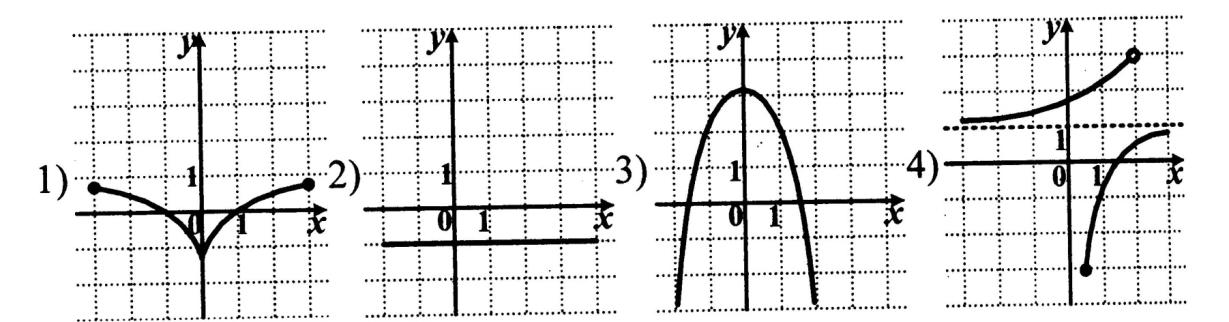 1) y 1 0 1 x
2) y 1 0 1 x
3) y 1 0 1 x
4) y 1 0 1 x